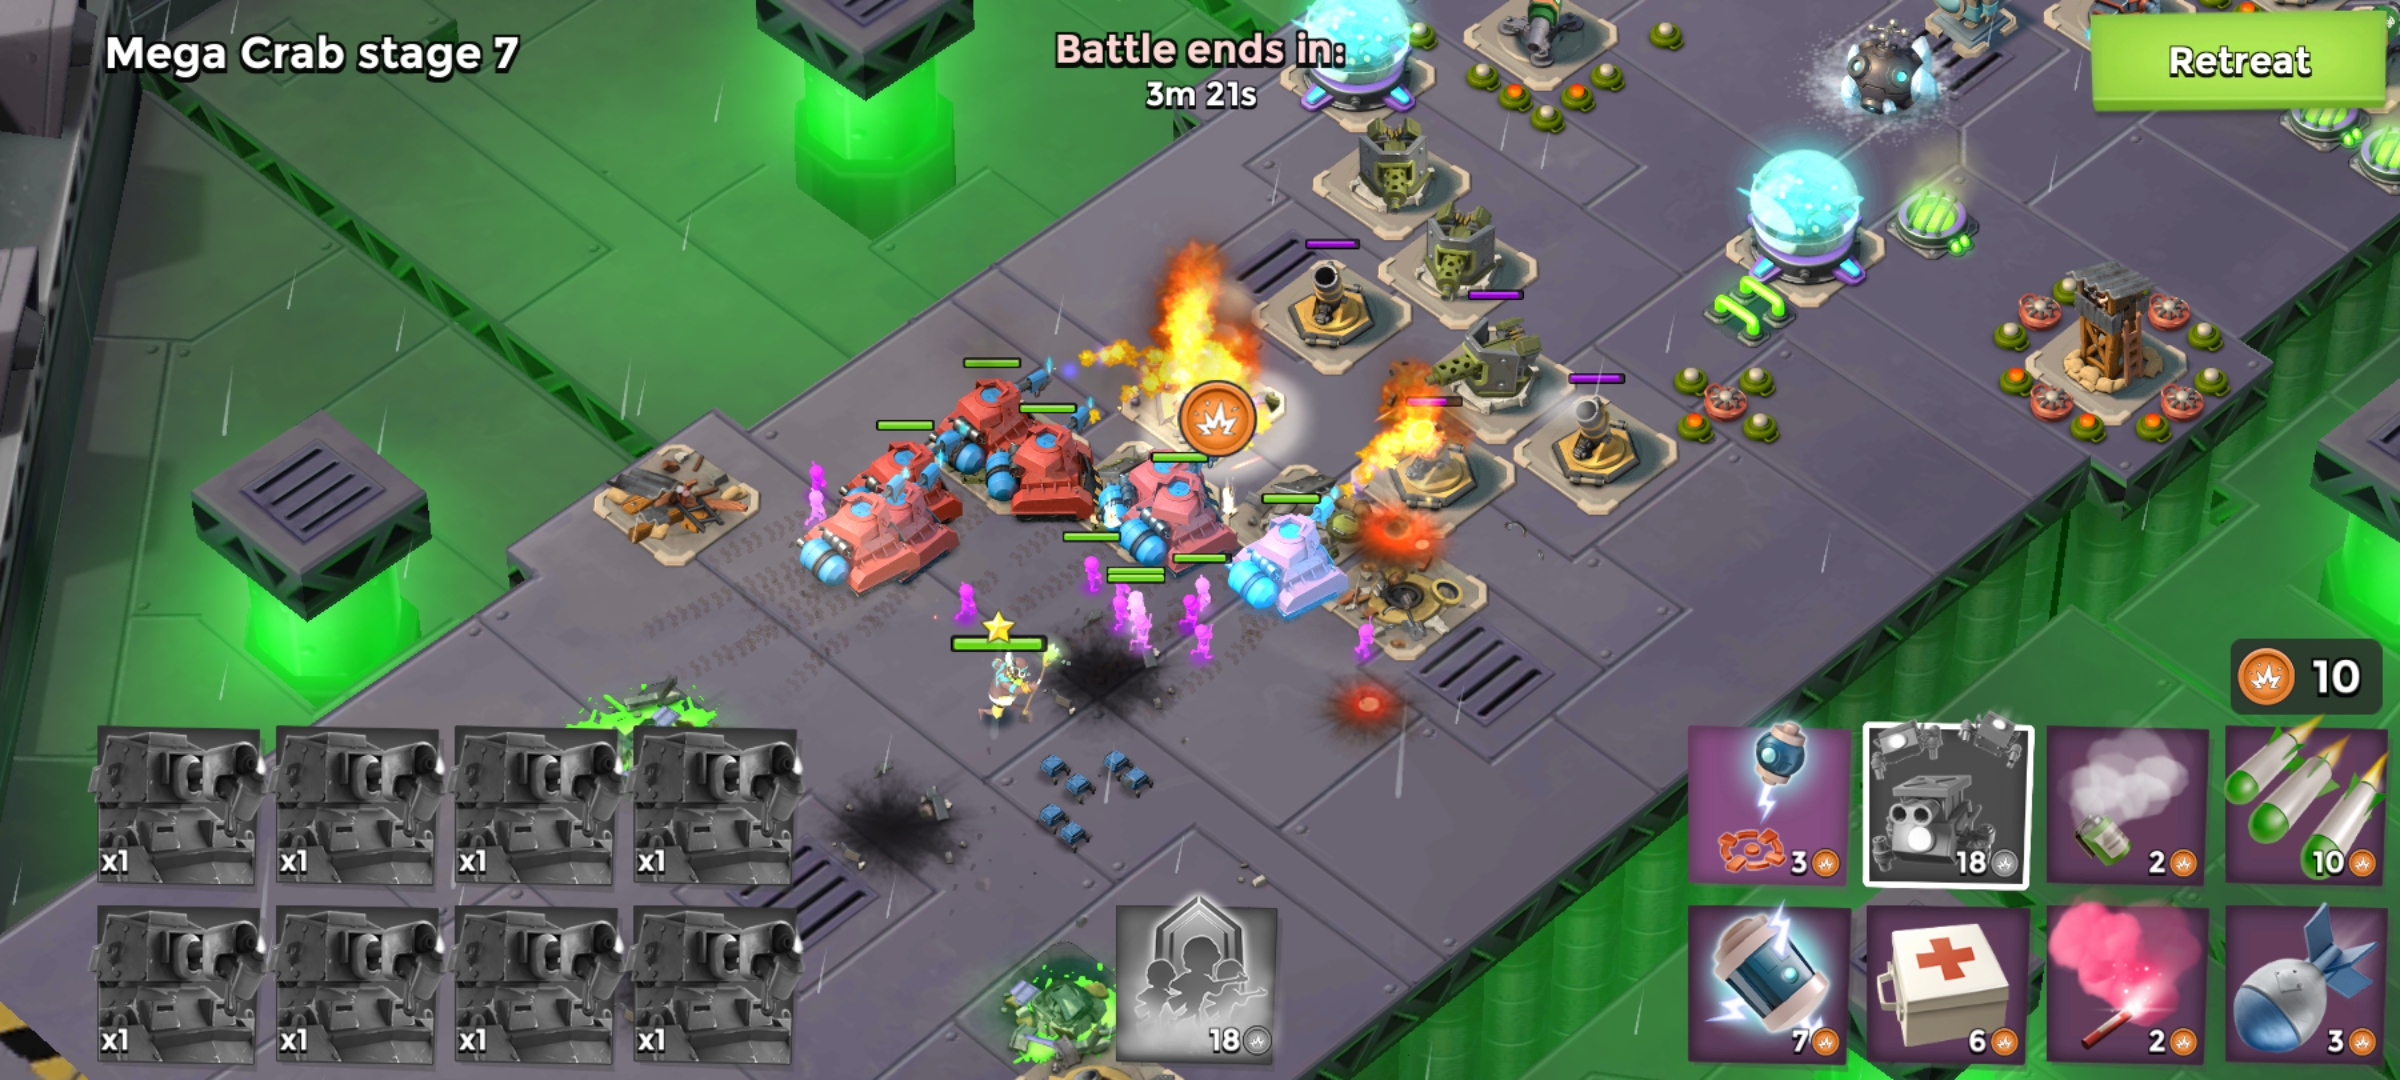 Mega Crab stage 7
Battle ends in:
3m 21s
Retreat
10
x1
x1
x1
x1
3
18
2
10
x1
x1
x1
x1
18
7
6
2
3